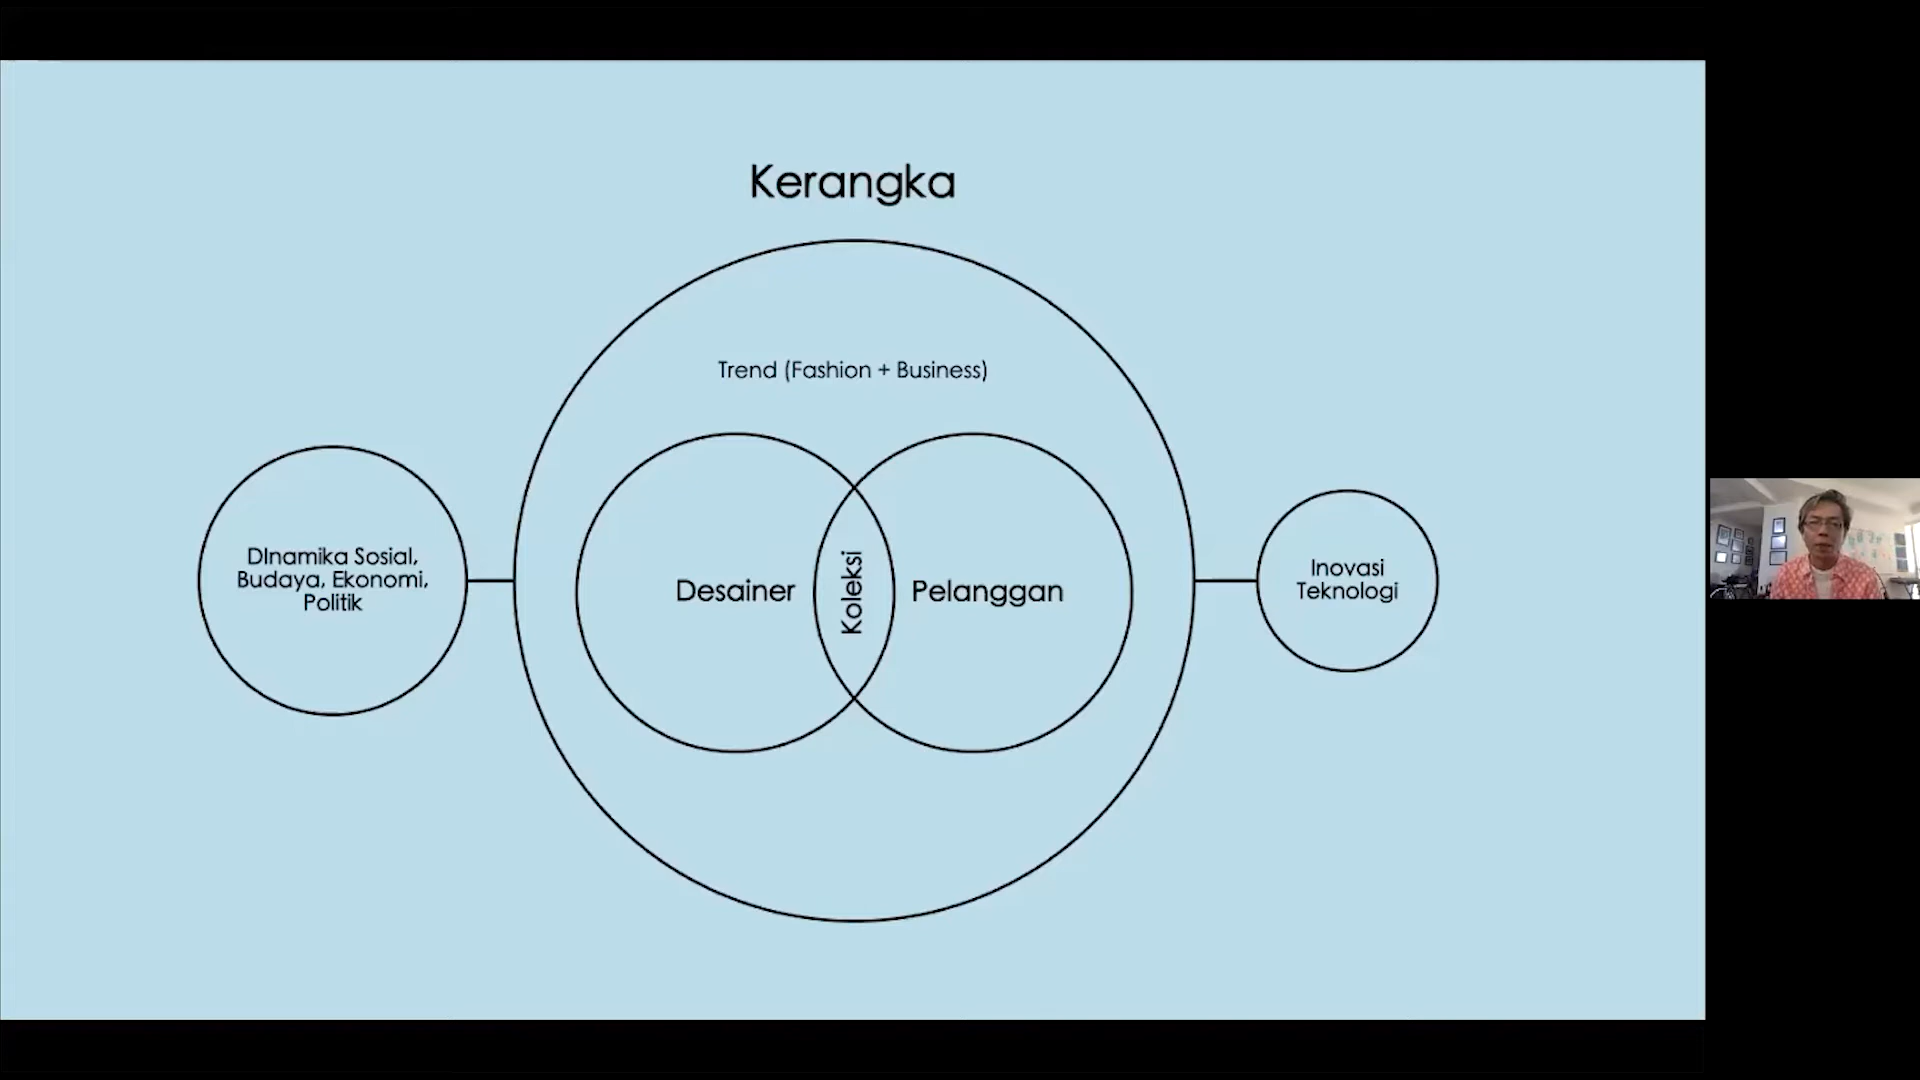 Kerangka
Trend (Fashion + Business)
DInamika Sosial,
Budaya, Ekonomi,
Politik
Desainer
Koleksi
Pelanggan
Inovasi
Teknologi